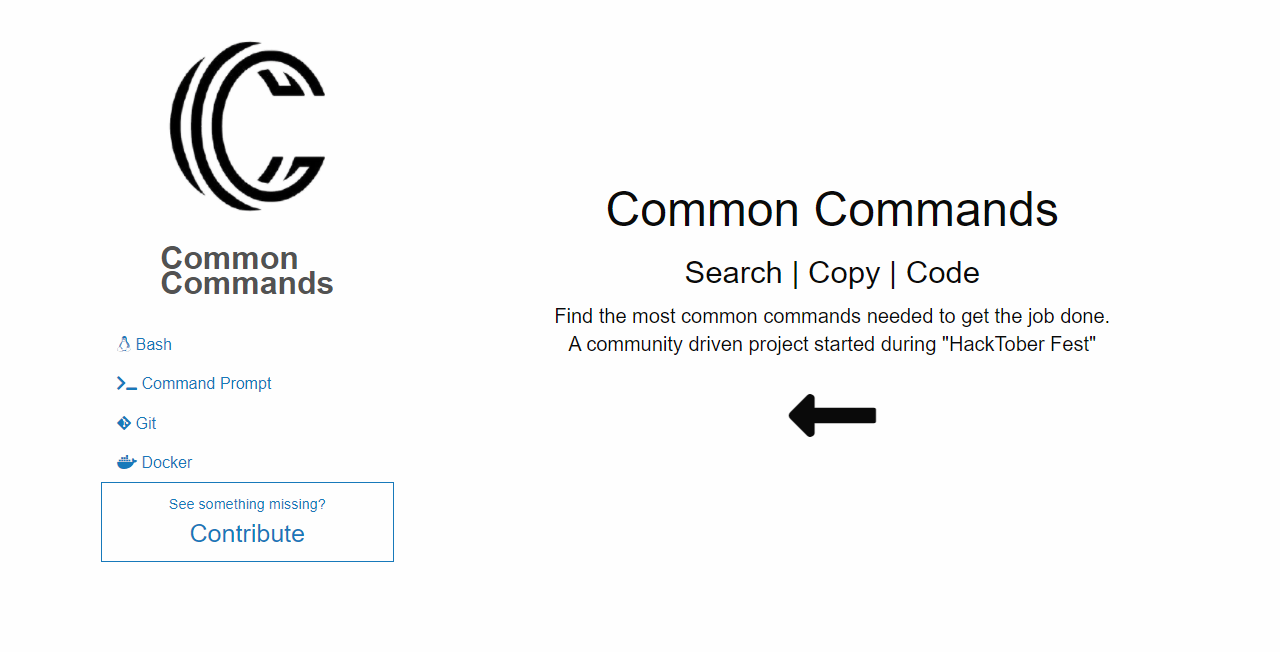 Common
Commands
Bash
Command Prompt
Git
Docker
See something missing?
Contribute
Common Commands
Search | Copy | Code
Find the most common commands needed to get the job done.
A community driven project started during "HackTober Fest"